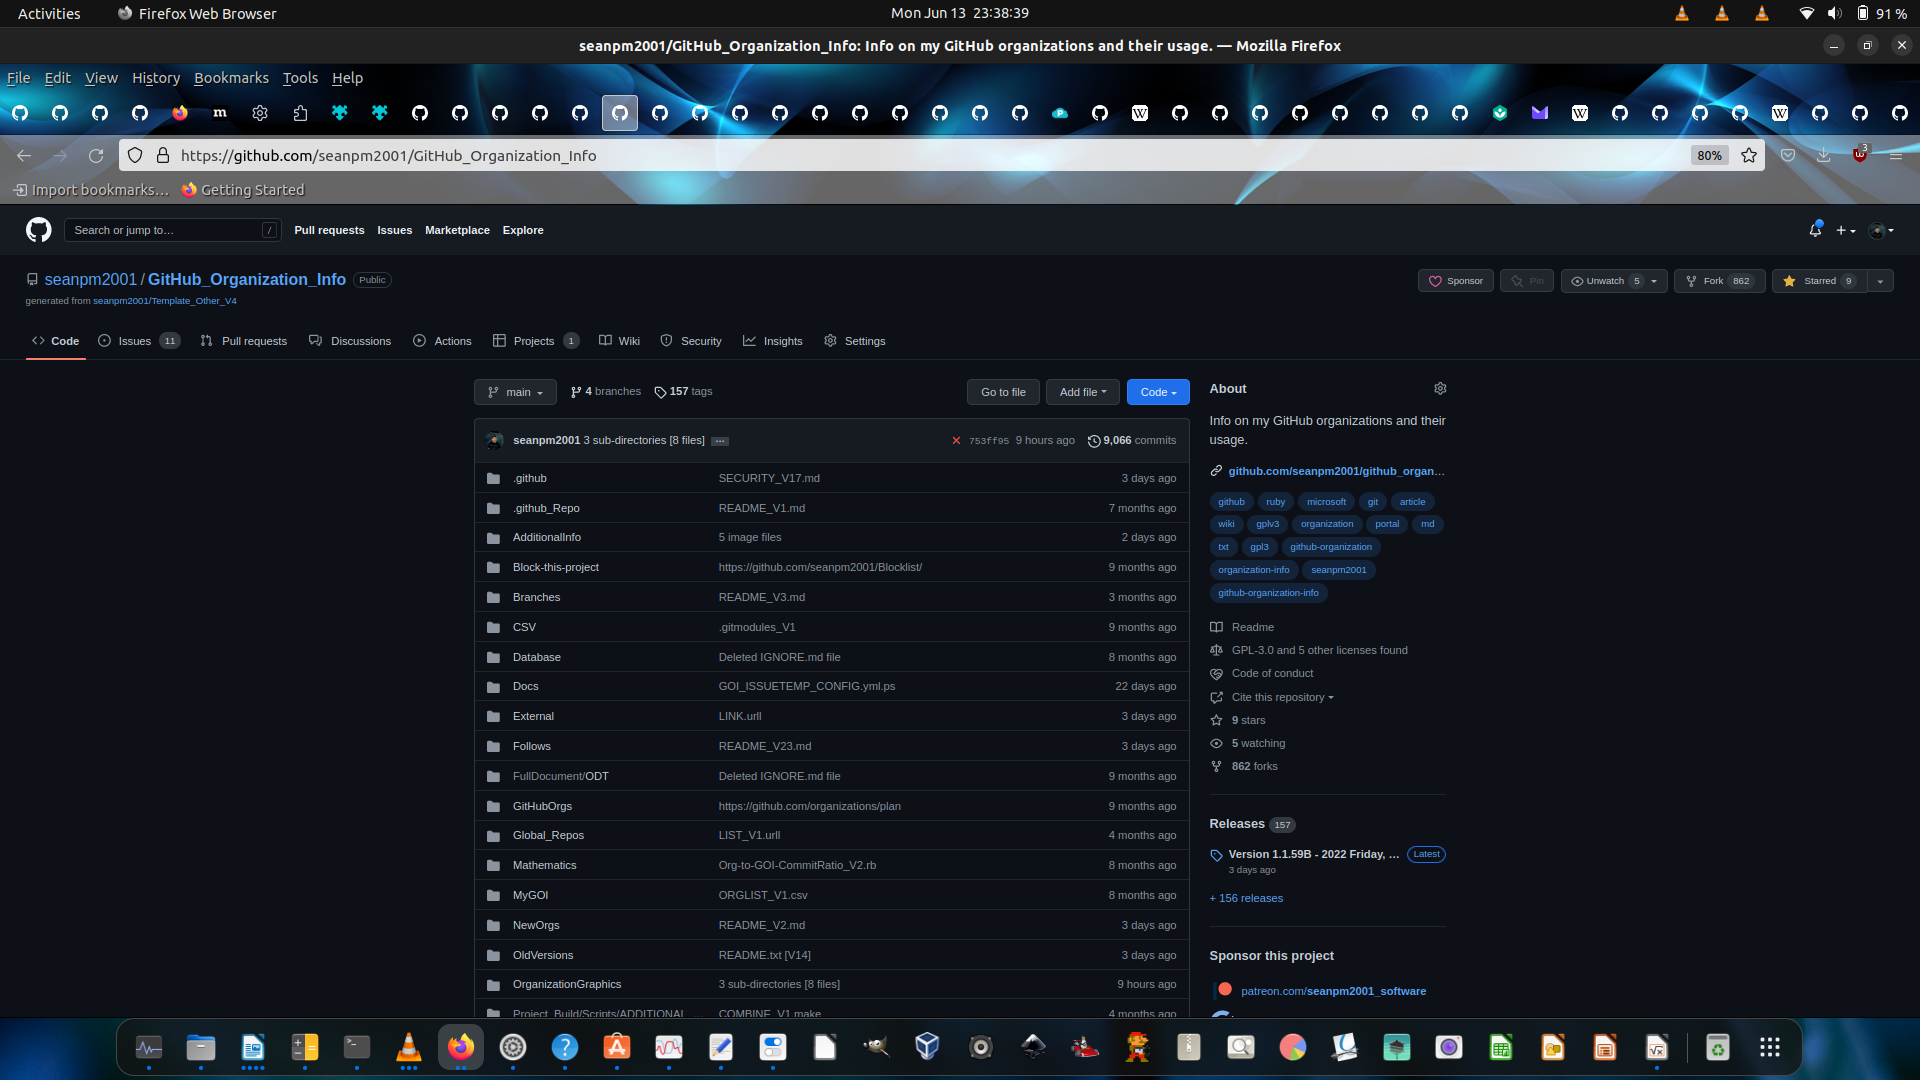 Activities
Firefox Web Browser
Mon Jun 13 23:38:39
91 %
seanpm2001/GitHub_Organization_Info: Info on my GitHub organizations and their usage. — Mozilla Firefox
File Edit View History Bookmarks Tools Help
https://github.com/seanpm2001/GitHub_Organization_Info
80%
3
Import bookmarks…
Getting Started
Search or jump to… /
Pull requests Issues Marketplace Explore
seanpm2001 / GitHub_Organization_Info Public
Sponsor
Pin
Unwatch 5
Fork 862
Starred 9
generated from seanpm2001/Template_Other_V4
Code
Issues 11
Pull requests
Discussions
Actions
Projects 1
Wiki
Security
Insights
Settings
main
4 branches
157 tags
Go to file
Add file
Code
seanpm2001 3 sub-directories [8 files] ... 753ff95 9 hours ago 9,066 commits
.github SECURITY_V17.md 3 days ago
.github_Repo README_V1.md 7 months ago
AdditionalInfo 5 image files 2 days ago
Block-this-project https://github.com/seanpm2001/Blocklist/ 9 months ago
Branches README_V3.md 3 months ago
CSV .gitmodules_V1 9 months ago
Database Deleted IGNORE.md file 8 months ago
Docs GOI_ISSUETEMP_CONFIG.yml.ps 22 days ago
External LINK.urll 3 days ago
Follows README_V23.md 3 days ago
FullDocument/ODT Deleted IGNORE.md file 9 months ago
GitHubOrgs https://github.com/organizations/plan 9 months ago
Global_Repos LIST_V1.urll 4 months ago
Mathematics Org-to-GOI-CommitRatio_V2.rb 8 months ago
MyGOI ORGLIST_V1.csv 8 months ago
NewOrgs README_V2.md 3 days ago
OldVersions README.txt [V14] 3 days ago
OrganizationGraphics 3 sub-directories [8 files] 9 hours ago
Project_Build/Scripts/ADDITIONAL_... COMBINE_V1.make 4 months ago
About
Info on my GitHub organizations and their
usage.
github.com/seanpm2001/github_organ...
github ruby microsoft git article
wiki gplv3 organization portal md
txt gpl3 github-organization
organization-info seanpm2001
github-organization-info
Readme
GPL-3.0 and 5 other licenses found
Code of conduct
Cite this repository
9 stars
5 watching
862 forks
Releases 157
Version 1.1.59B - 2022 Friday, ... Latest
3 days ago
+ 156 releases
Sponsor this project
patreon.com/seanpm2001_software